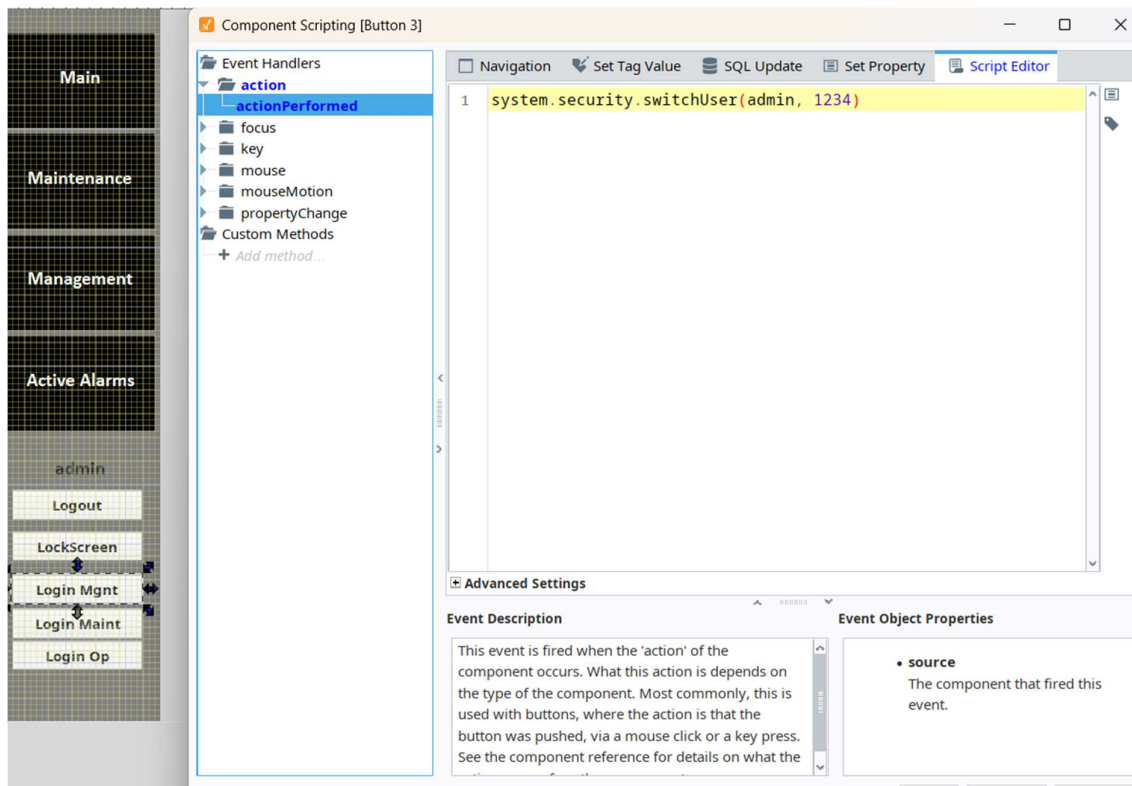 Component Scripting [Button 3]
Main
Maintenance
Management
Active Alarms
admin
Logout
LockScreen
Login Mgnt
Login Maint
Login Op
Event Handlers
action
actionPerformed
focus
key
mouse
mouseMotion
propertyChange
Custom Methods
Add method...
Navigation
Set Tag Value
SQL Update
Set Property
Script Editor
1 system.security.switchUser(admin, 1234)
Advanced Settings
Event Description
This event is fired when the 'action' of the
component occurs. What this action is depends on
the type of the component. Most commonly, this is
used with buttons, where the action is that the
button was pushed, via a mouse click or a key press.
See the component reference for details on what the
Event Object Properties
• source
The component that fired this
event.